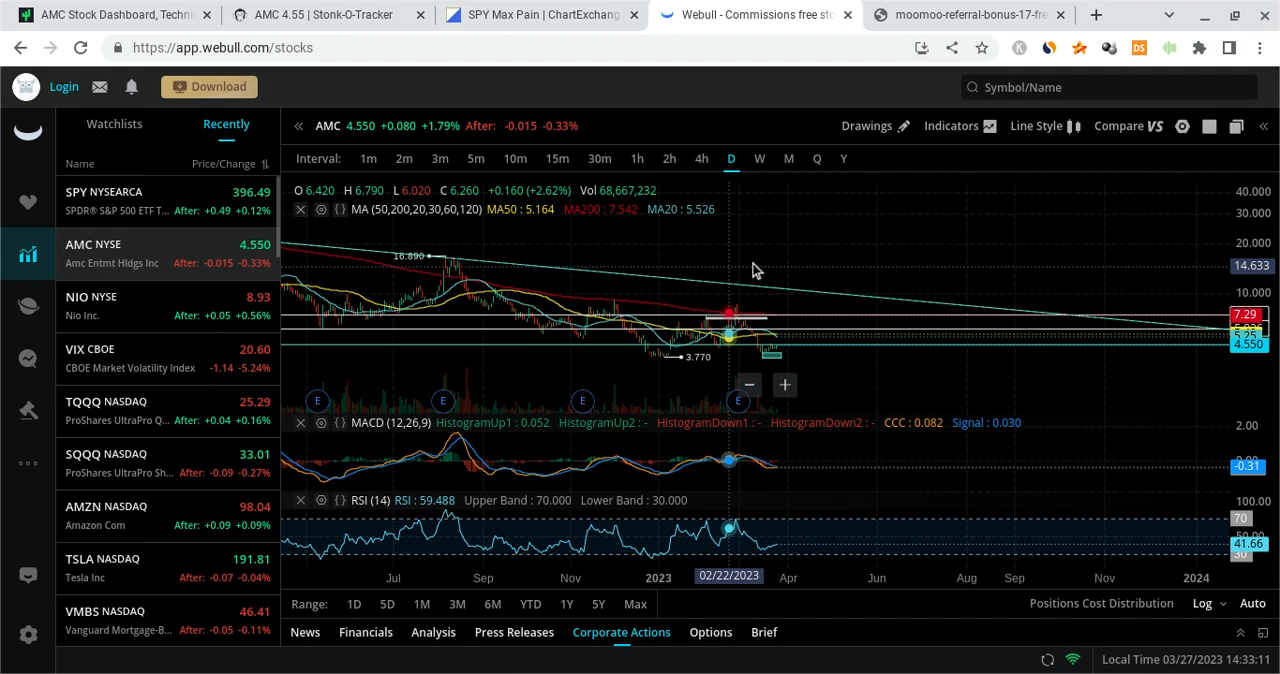 AMC Stock Dashboard, Techni
AMC 4.55 | Stonk-O-Tracker
SPY Max Pain | ChartExchang
Webull - Commissions free sto
moomoo-referral-bonus-17-fre
https://app.webull.com/stocks
Login
Download
Symbol/Name
Watchlists
Recently
Name Price/Change
SPY NYSEARCA 396.49
SPDR® S&P 500 ETF T... After: +0.49 +0.12%
AMC NYSE 4.550
Amc Entmt Hldgs Inc After: -0.015 -0.33%
NIO NYSE 8.93
Nio Inc. After: +0.05 +0.56%
VIX CBOE 20.60
CBOE Market Volatility Index -1.14 -5.24%
TQQQ NASDAQ 25.29
ProShares UltraPro Q... After: +0.04 +0.16%
SQQQ NASDAQ 33.01
ProShares UltraPro Sh... After: -0.09 -0.27%
AMZN NASDAQ 98.04
Amazon Com After: +0.09 +0.09%
TSLA NASDAQ 191.81
Tesla Inc After: -0.07 -0.04%
VMBS NASDAQ 46.41
Vanguard Mortgage-B... After: -0.05 -0.11%
AMC 4.550 +0.080 +1.79% After: -0.015 -0.33%
Drawings Indicators Line Style Compare VS
Interval: 1m 2m 3m 5m 10m 15m 30m 1h 2h 4h D W M Q Y
O 6.420 H 6.790 L 6.020 C 6.260 +0.160 (+2.62%) Vol 68,667,232
MA (50,200,20,30,60,120) MA50 : 5.164 MA200 : 7.542 MA20 : 5.526
40.000
30.000
20.000
16.890
14.633
10.000
7.29
5.25
4.550
3.770
E E E E
MACD (12,26,9) HistogramUp1 : 0.052 HistogramUp2 : - HistogramDown1 : - HistogramDown2 : - CCC : 0.082 Signal : 0.030
2.00
0.00
-0.31
RSI (14) RSI : 59.488 Upper Band : 70.000 Lower Band : 30.000
100.00
70
41.66
30
Jul Sep Nov 2023 02/22/2023 Apr Jun Aug Sep Nov 2024
Range: 1D 5D 1M 3M 6M YTD 1Y 5Y Max
Positions Cost Distribution Log Auto
News Financials Analysis Press Releases Corporate Actions Options Brief
Local Time 03/27/2023 14:33:11